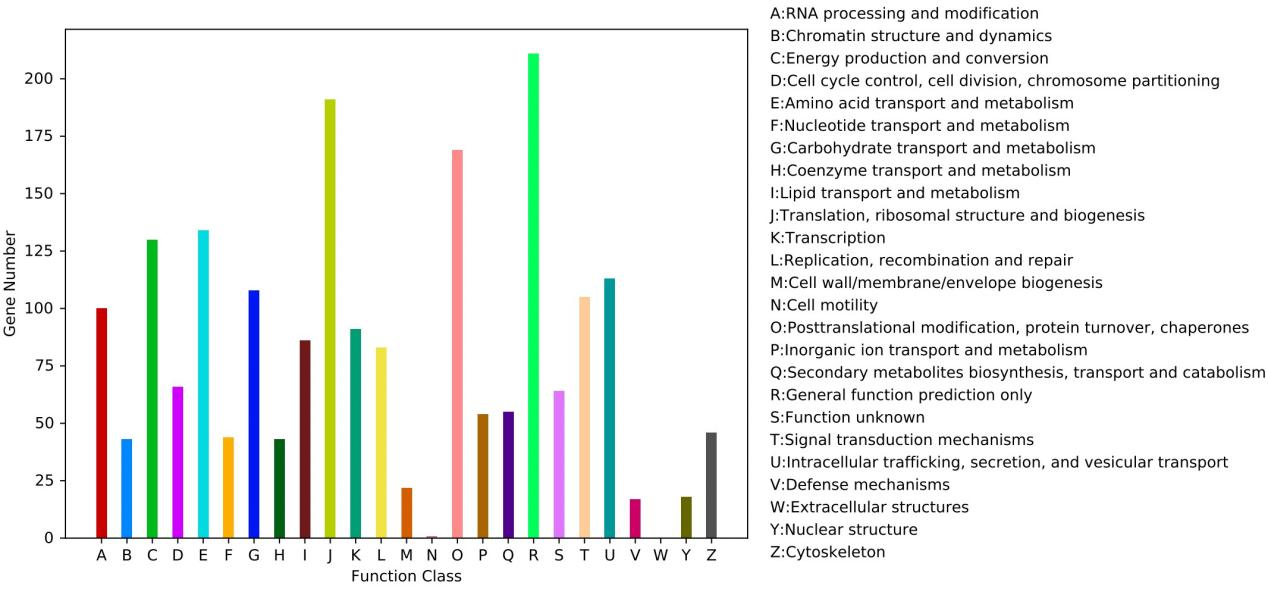 200
175
150
125
100
75
50
25
0
Gene Number
A B C D E F G H I J K L M N O P Q R S T U V W Y Z
Function Class
A:RNA processing and modification
B:Chromatin structure and dynamics
C:Energy production and conversion
D:Cell cycle control, cell division, chromosome partitioning
E:Amino acid transport and metabolism
F:Nucleotide transport and metabolism
G:Carbohydrate transport and metabolism
H:Coenzyme transport and metabolism
I:Lipid transport and metabolism
J:Translation, ribosomal structure and biogenesis
K:Transcription
L:Replication, recombination and repair
M:Cell wall/membrane/envelope biogenesis
N:Cell motility
O:Posttranslational modification, protein turnover, chaperones
P:Inorganic ion transport and metabolism
Q:Secondary metabolites biosynthesis, transport and catabolism
R:General function prediction only
S:Function unknown
T:Signal transduction mechanisms
U:Intracellular trafficking, secretion, and vesicular transport
V:Defense mechanisms
W:Extracellular structures
Y:Nuclear structure
Z:Cytoskeleton